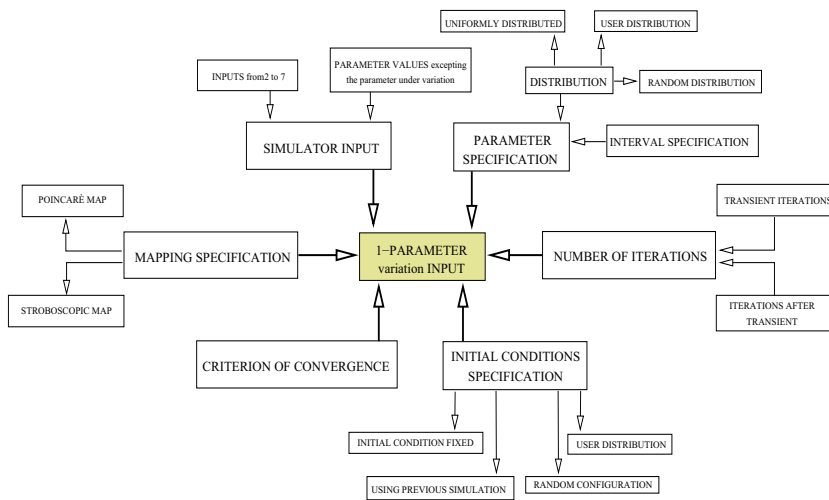 UNIFORMLY DISTRIBUTED
USER DISTRIBUTION
INPUTS from2 to 7
PARAMETER VALUES excepting
the parameter under variation
DISTRIBUTION
RANDOM DISTRIBUTION
SIMULATOR INPUT
PARAMETER
SPECIFICATION
INTERVAL SPECIFICATION
POINCARÈ MAP
TRANSIENT ITERATIONS
MAPPING SPECIFICATION
1−PARAMETER
variation INPUT
NUMBER OF ITERATIONS
STROBOSCOPIC MAP
ITERATIONS AFTER
TRANSIENT
CRITERION OF CONVERGENCE
INITIAL CONDITIONS
SPECIFICATION
INITIAL CONDITION FIXED
USER DISTRIBUTION
USING PREVIOUS SIMULATION
RANDOM CONFIGURATION